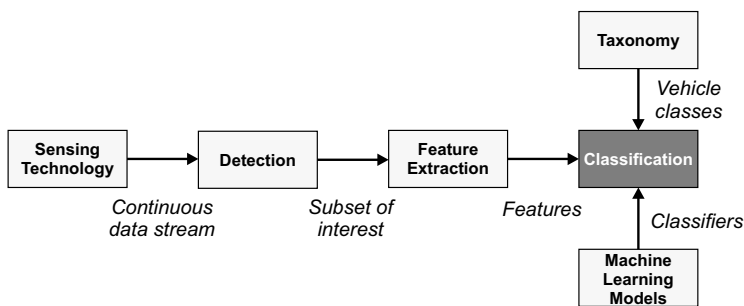 Taxonomy
Vehicle
classes
Sensing
Technology
Detection
Feature
Extraction
Classification
Continuous
data stream
Subset of
interest
Features
Classifiers
Machine
Learning
Models